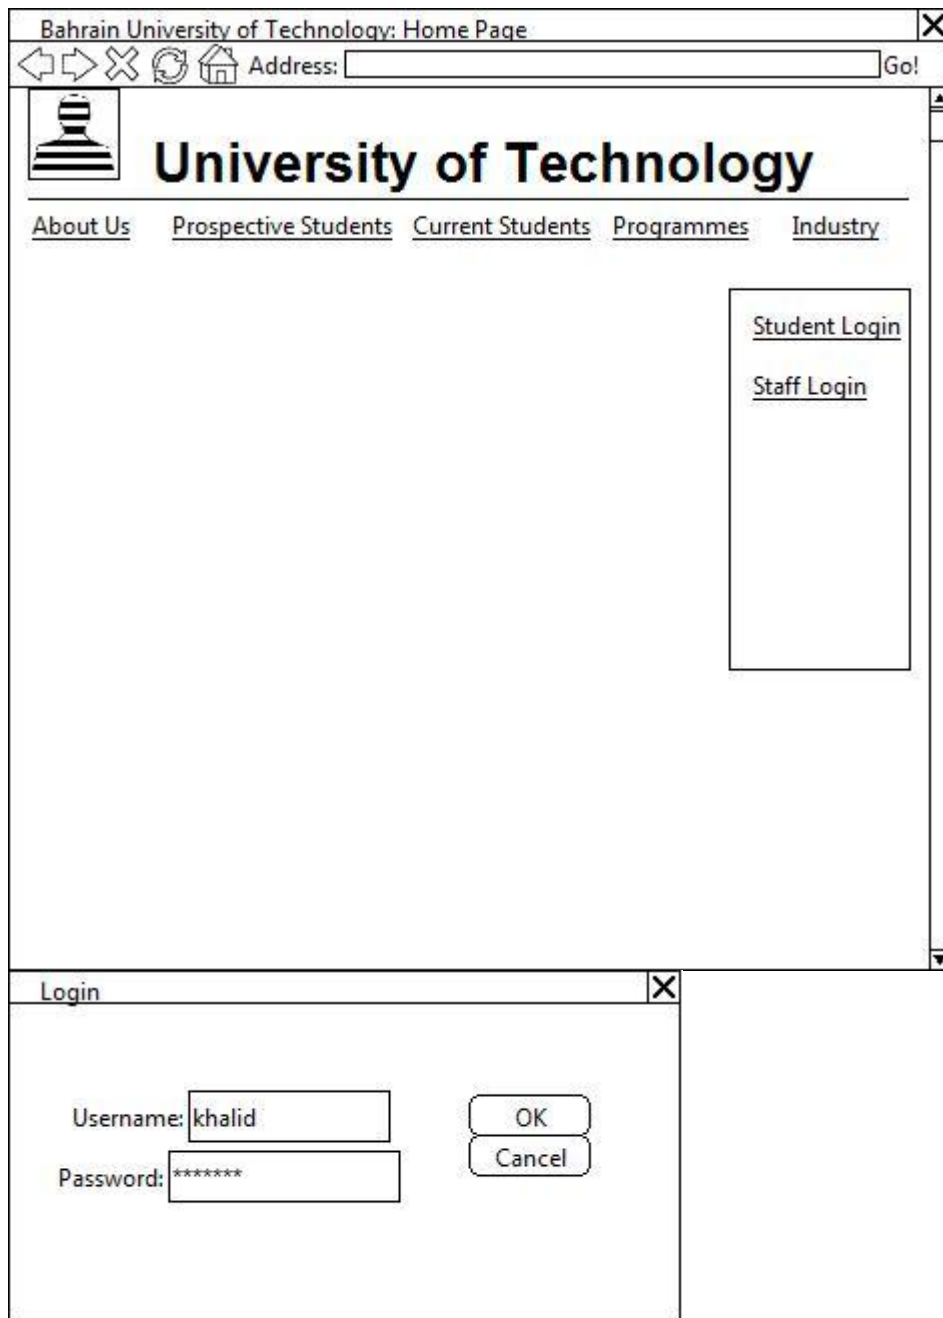 Bahrain University of Technology: Home Page
Address: Go!
University of Technology
About Us Prospective Students Current Students Programmes Industry
Student Login
Staff Login
Login
Username: khalid OK
Cancel
Password: *******